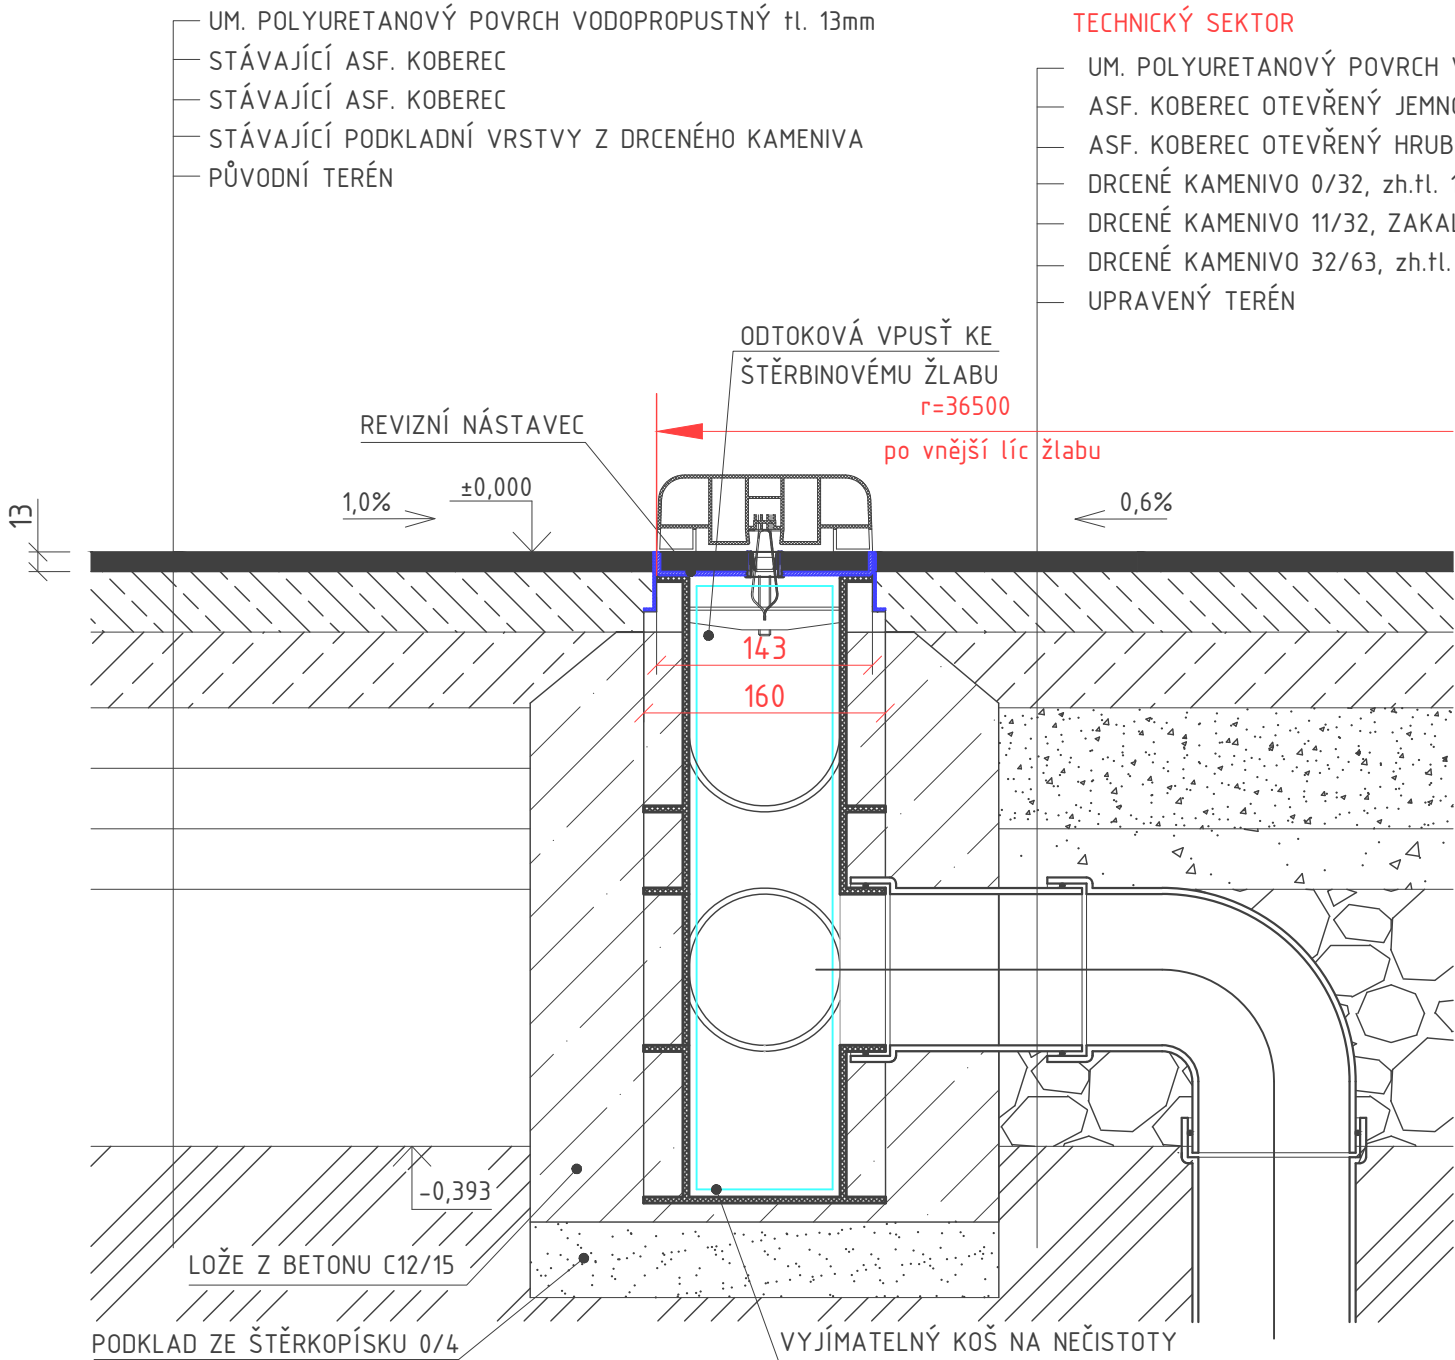 UM. POLYURETANOVÝ POVRCH VODOPROPUSTNÝ tl. 13mm
STÁVAJÍCÍ ASF. KOBEREC
STÁVAJÍCÍ ASF. KOBEREC
STÁVAJÍCÍ PODKLADNÍ VRSTVY Z DRCENÉHO KAMENIVA
PŮVODNÍ TERÉN
TECHNICKÝ SEKTOR
UM. POLYURETANOVÝ POVRCH
ASF. KOBEREC OTEVŘENÝ JEMNO
ASF. KOBEREC OTEVŘENÝ HRUB
DRCENÉ KAMENIVO 0/32, zh.tl. 1
DRCENÉ KAMENIVO 11/32, ZAKAL
DRCENÉ KAMENIVO 32/63, zh.tl.
UPRAVENÝ TERÉN
ODTOKOVÁ VPUSŤ KE
ŠTĚRBINOVÉMU ŽLABU
r=36500
po vnější líc žlabu
REVIZNÍ NÁSTAVEC
13
1,0%
±0,000
0,6%
143
160
-0,393
LOŽE Z BETONU C12/15
PODKLAD ZE ŠTĚRKOPÍSKU 0/4
VYJÍMATELNÝ KOŠ NA NEČISTOTY